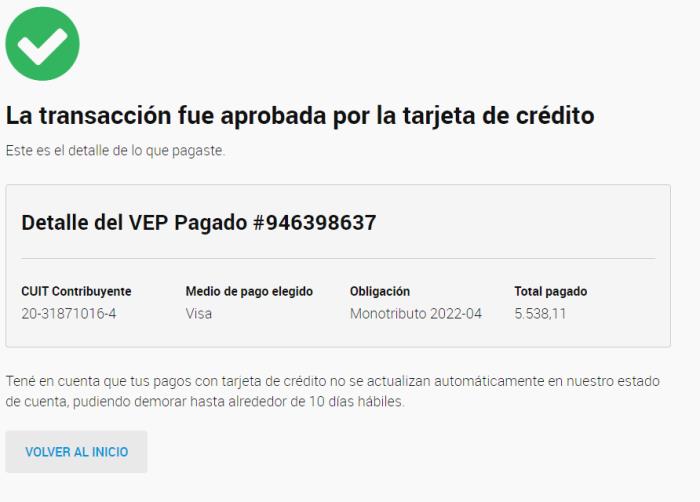 La transacción fue aprobada por la tarjeta de crédito
Este es el detalle de lo que pagaste.
Detalle del VEP Pagado #946398637
CUIT Contribuyente
20-31871016-4
Medio de pago elegido
Visa
Obligación
Monotributo 2022-04
Total pagado
5.538,11
Tené en cuenta que tus pagos con tarjeta de crédito no se actualizan automáticamente en nuestro estado
de cuenta, pudiendo demorar hasta alrededor de 10 días hábiles.
VOLVER AL INICIO